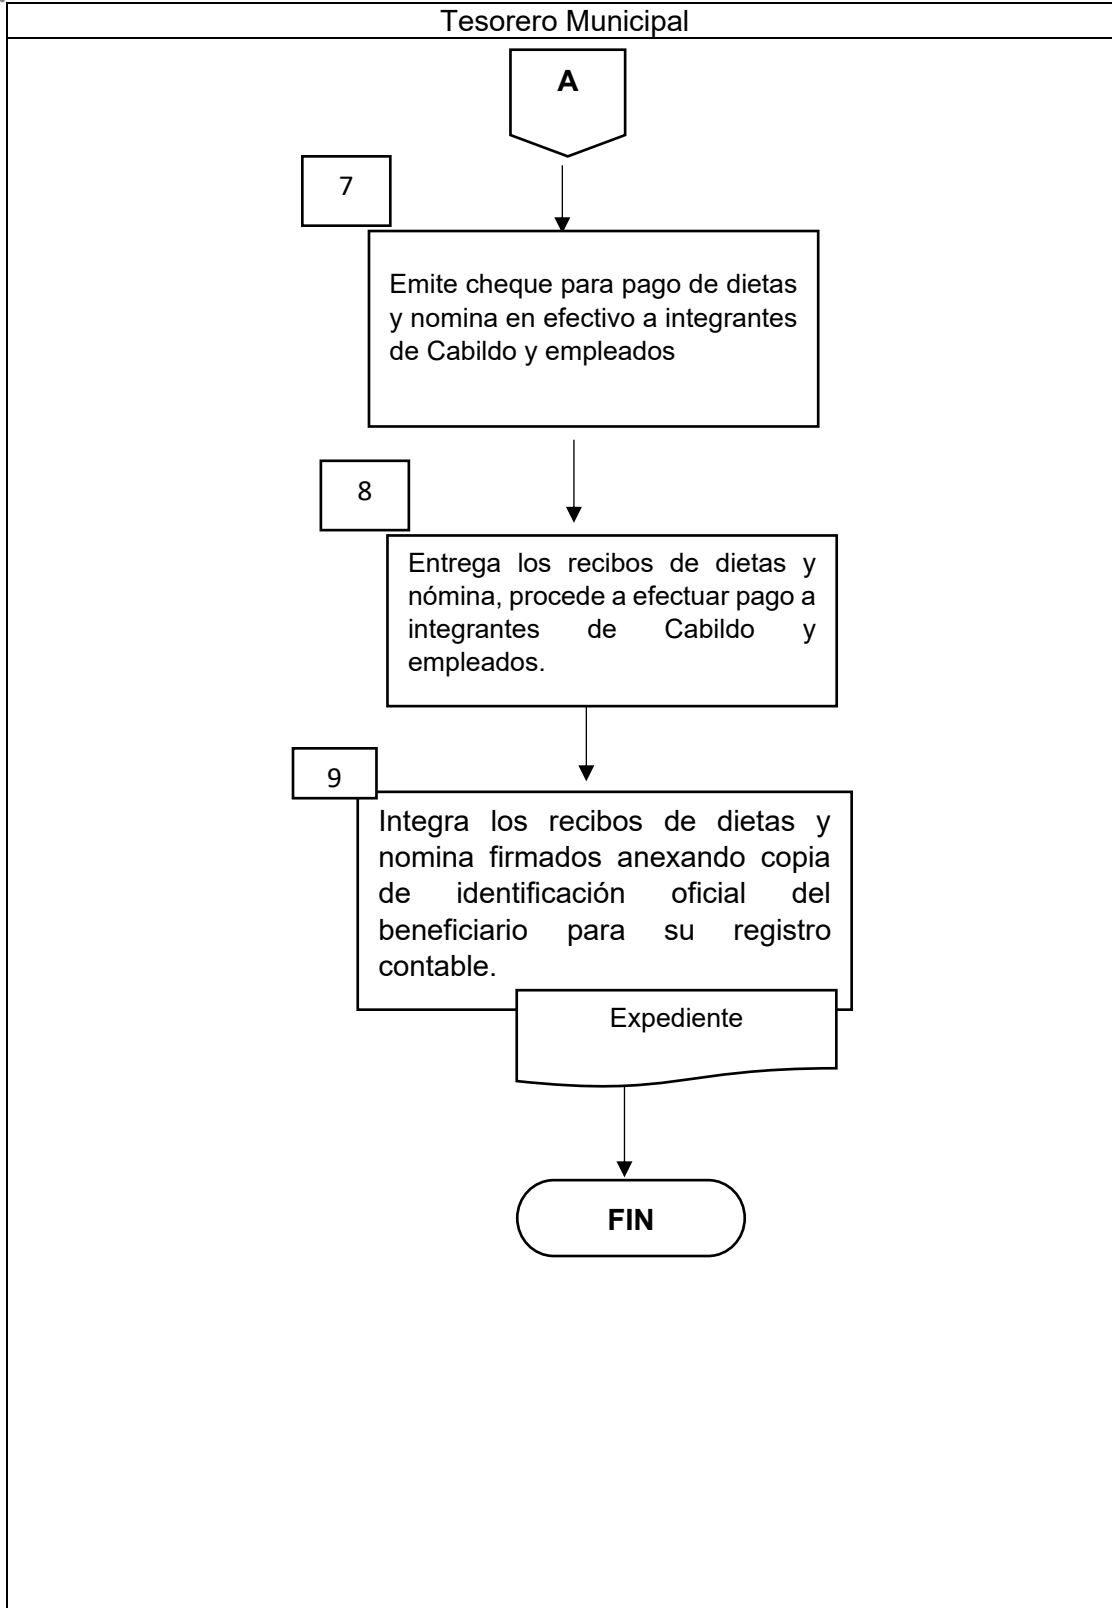 Tesorero Municipal
A
7
Emite cheque para pago de dietas
y nomina en efectivo a integrantes
de Cabildo y empleados
8
Entrega los recibos de dietas y
nómina, procede a efectuar pago a
integrantes de Cabildo y
empleados.
9
Integra los recibos de dietas y
nomina firmados anexando copia
de identificación oficial del
beneficiario para su registro
contable.
Expediente
FIN